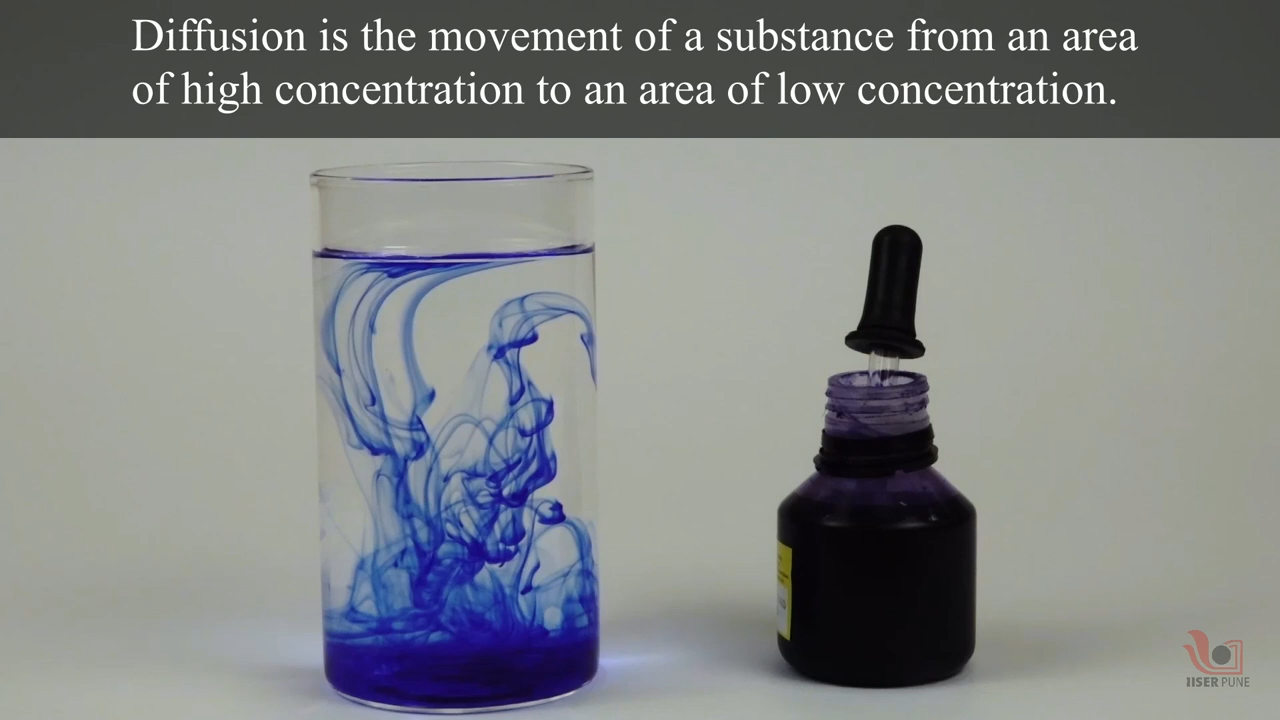 Diffusion is the movement of a substance from an area
of high concentration to an area of low concentration.
IISER PUNE